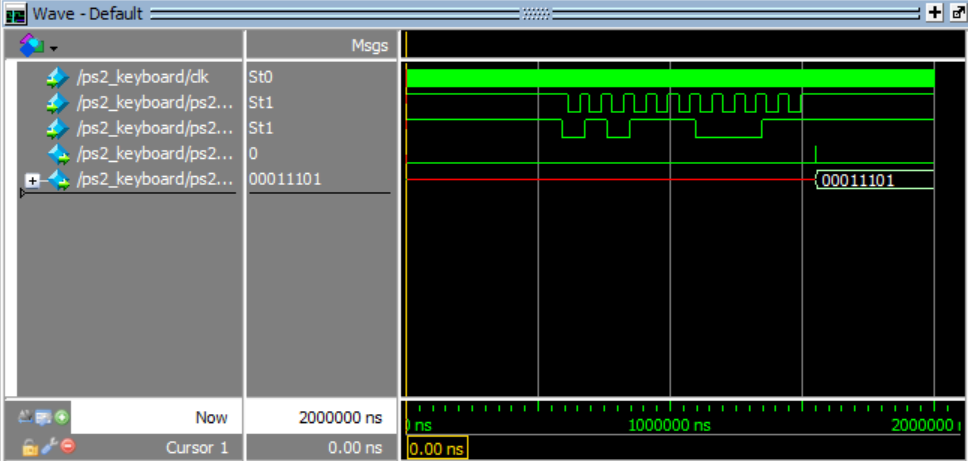 Wave - Default
Msgs
/ps2_keyboard/clk St0
/ps2_keyboard/ps2... St1
/ps2_keyboard/ps2... St1
/ps2_keyboard/ps2... 0
/ps2_keyboard/ps2... 00011101 00011101
Now 2000000 ns ns 1000000 ns 2000000
Cursor 1 0.00 ns 0.00 ns